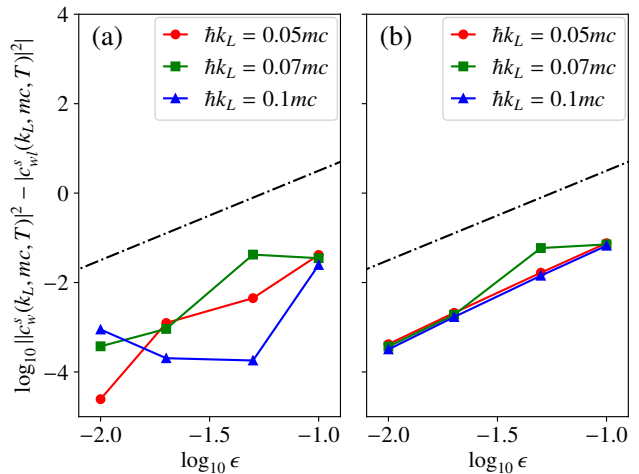 (a)
ħk_L = 0.05mc
ħk_L = 0.07mc
ħk_L = 0.1mc
(b)
ħk_L = 0.05mc
ħk_L = 0.07mc
ħk_L = 0.1mc
log₁₀ ||c_w^s(k_L, mc, T)|² − |c_wl^s(k_L, mc, T)|²|
4
2
0
−2
−4
−2.0 −1.5 −1.0
−2.0 −1.5 −1.0
log₁₀ ϵ
log₁₀ ϵ